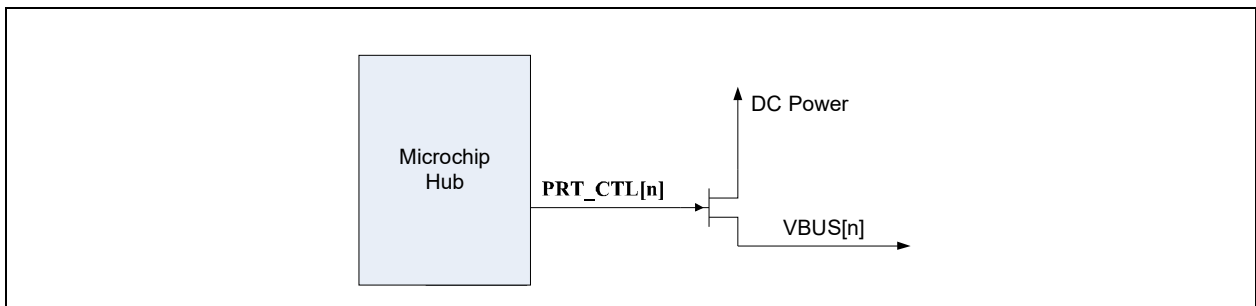 DC Power
Microchip
Hub
PRT_CTL[n]
VBUS[n]